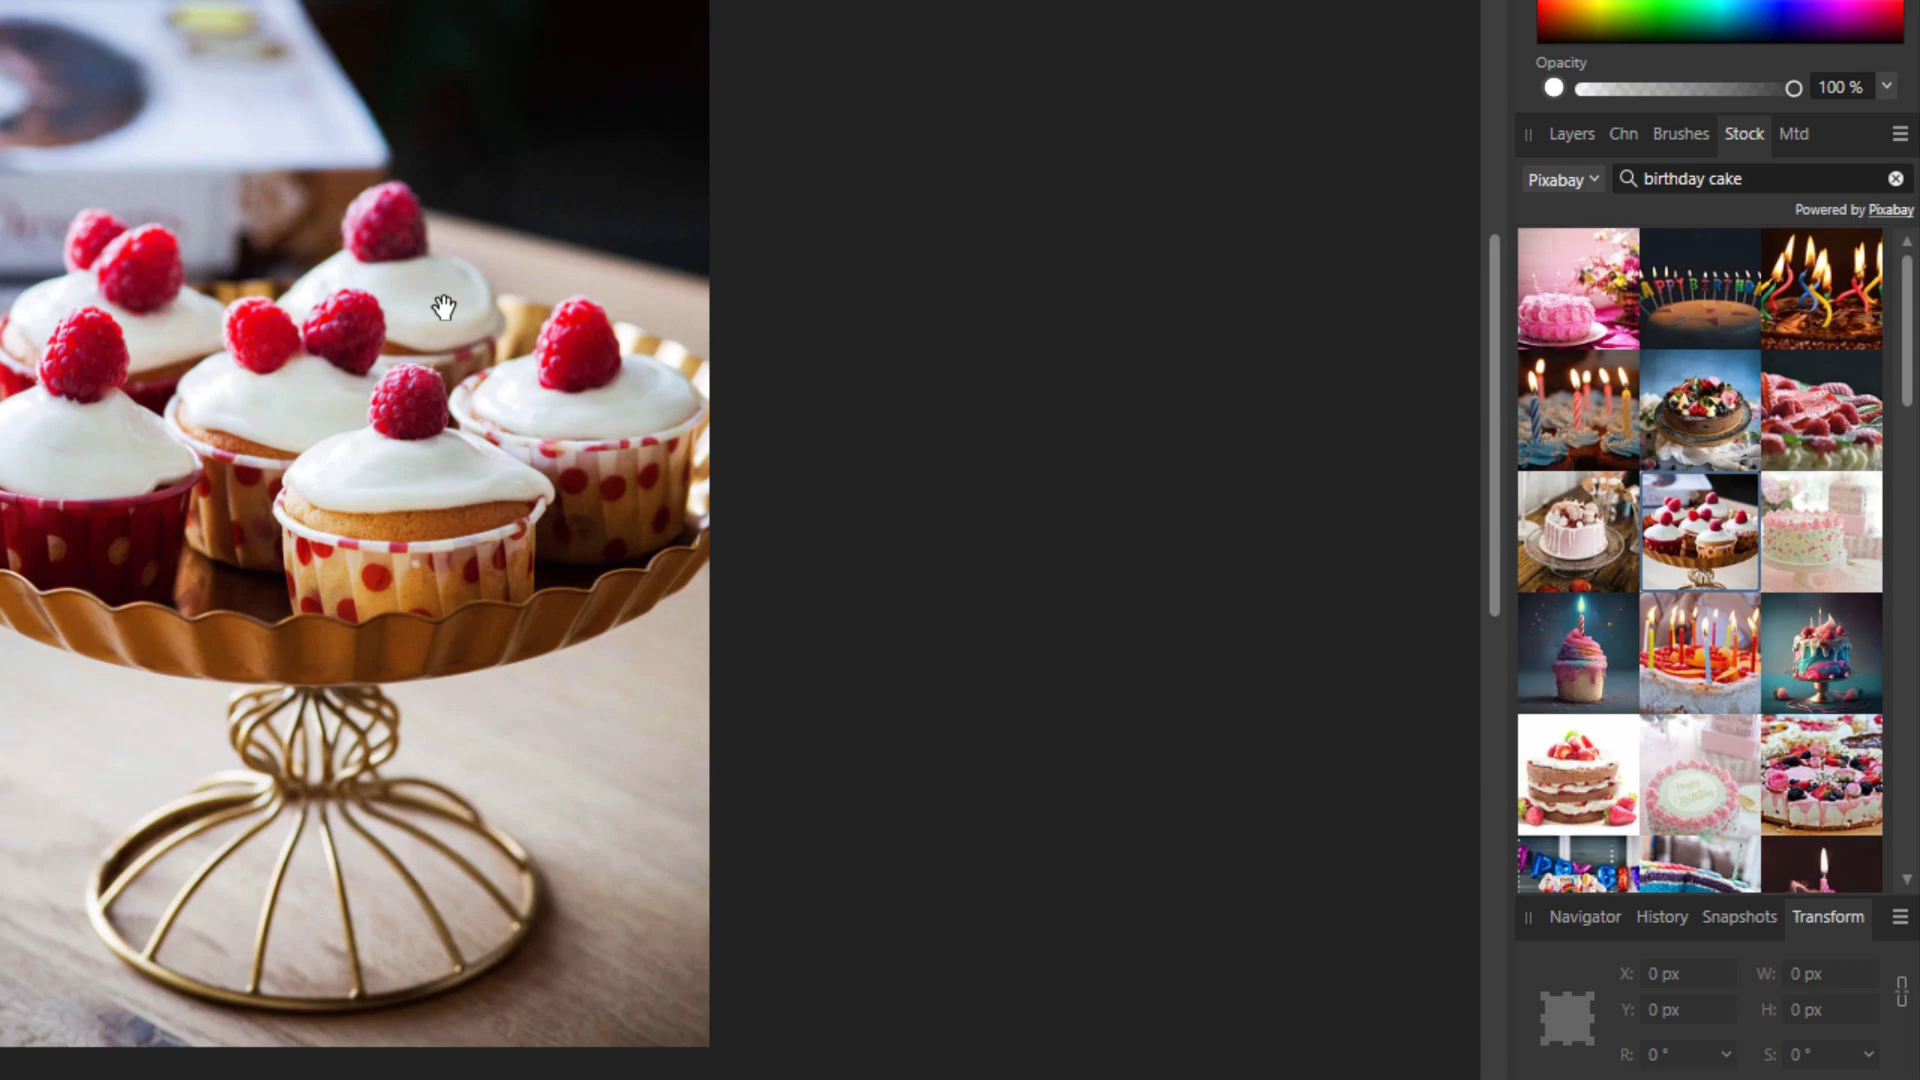 Opacity
100 %
Layers Chn Brushes Stock Mtd
Pixabay birthday cake
Powered by Pixabay
Navigator History Snapshots Transform
X: 0 px W: 0 px
Y: 0 px H: 0 px
R: 0 ° S: 0 °